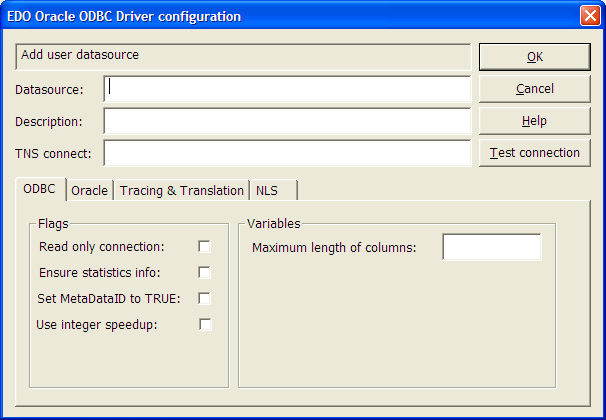 EDO Oracle ODBC Driver configuration
Add user datasource
OK
Datasource:
Cancel
Description:
Help
TNS connect:
Test connection
ODBC Oracle Tracing & Translation NLS
Flags
Variables
Read only connection:
Maximum length of columns:
Ensure statistics info:
Set MetaDataID to TRUE:
Use integer speedup: